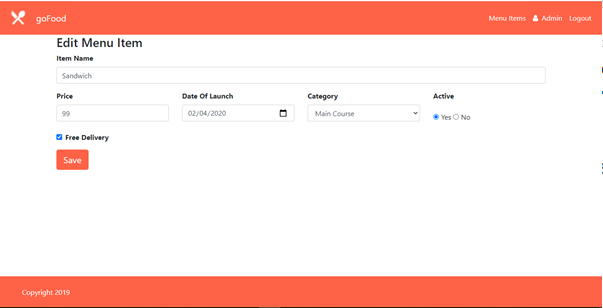 goFood Menu Items Admin Logout
Edit Menu Item
Item Name
Sandwich
Price Date Of Launch Category Active
99 02/04/2020 Main Course Yes No
Free Delivery
Save
Copyright 2019